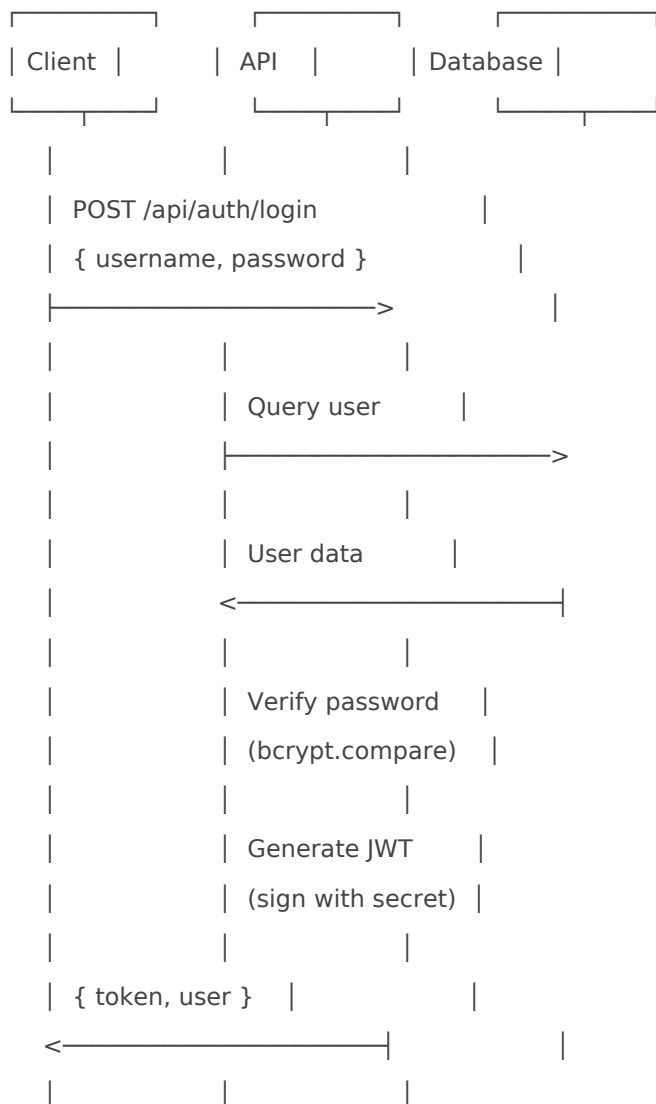 Client API Database
POST /api/auth/login
{ username, password }
Query user
User data
Verify password
(bcrypt.compare)
Generate JWT
(sign with secret)
{ token, user }